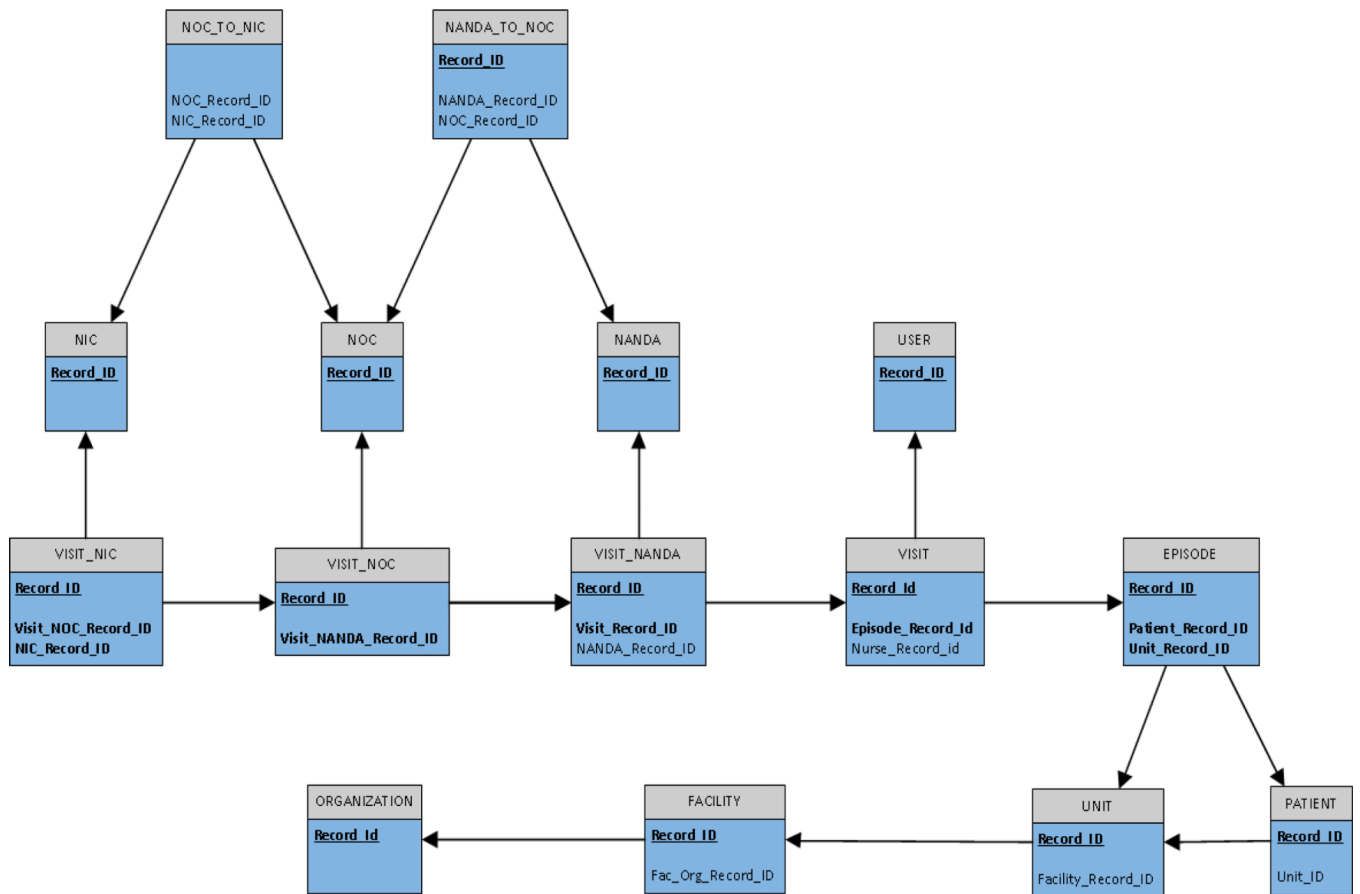 NOC_TO_NIC
NOC_Record_ID
NIC_Record_ID
NANDA_TO_NOC
Record_ID
NANDA_Record_ID
NOC_Record_ID
NIC
Record_ID
NOC
Record_ID
NANDA
Record_ID
USER
Record_ID
VISIT_NIC
Record_ID
Visit_NOC_Record_ID
NIC_Record_ID
VISIT_NOC
Record_ID
Visit_NANDA_Record_ID
VISIT_NANDA
Record_ID
Visit_Record_ID
NANDA_Record_ID
VISIT
Record_Id
Episode_Record_Id
Nurse_Record_id
EPISODE
Record_ID
Patient_Record_ID
Unit_Record_ID
ORGANIZATION
Record_Id
FACILITY
Record_ID
Fac_Org_Record_ID
UNIT
Record_ID
Facility_Record_ID
PATIENT
Record_ID
Unit_ID